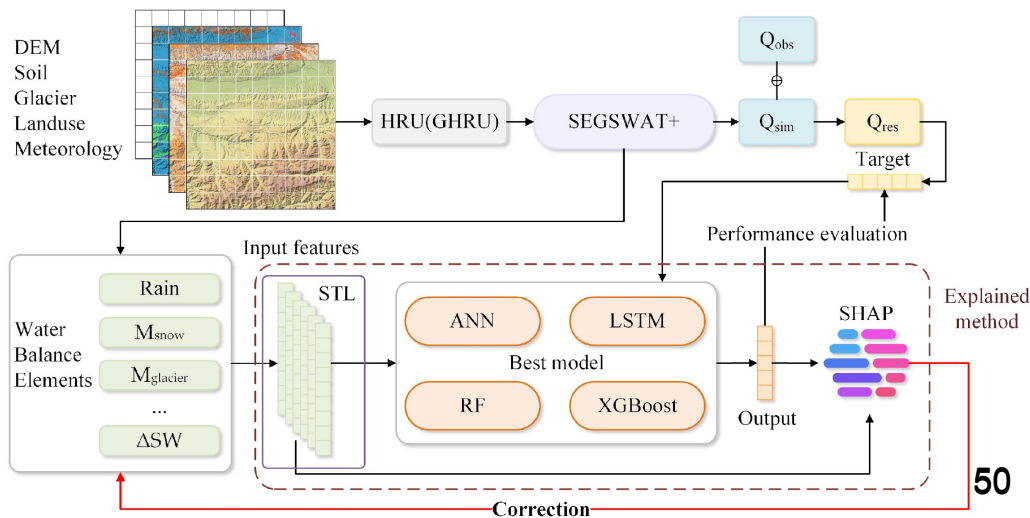 DEM
Soil
Glacier
Landuse
Meteorology
HRU(GHRU)
SEGSWAT+
Qobs
Qsim
Qres
Target
Performance evaluation
Input features
Water
Balance
Elements
Rain
Msnow
Mglacier
...
ΔSW
STL
ANN
LSTM
Best model
RF
XGBoost
Output
SHAP
Explained
method
50
Correction